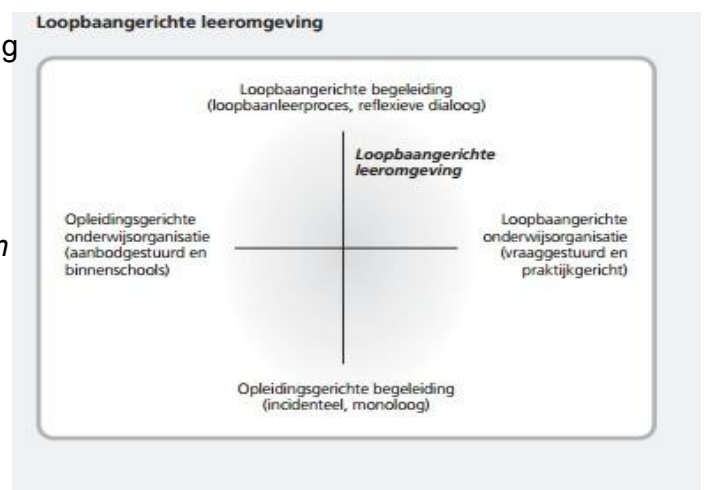 Loopbaangerichte leeromgeving
g
Loopbaangerichte begeleiding
(loopbaanleerproces, reflexieve dialoog)
Loopbaangerichte
leeromgeving
Opleidingsgerichte
onderwijsorganisatie
(aanbodgestuurd en
binnenschools)
n
Loopbaangerichte
onderwijsorganisatie
(vraaggestuurd en
praktijkgericht)
Opleidingsgerichte begeleiding
(incidenteel, monoloog)